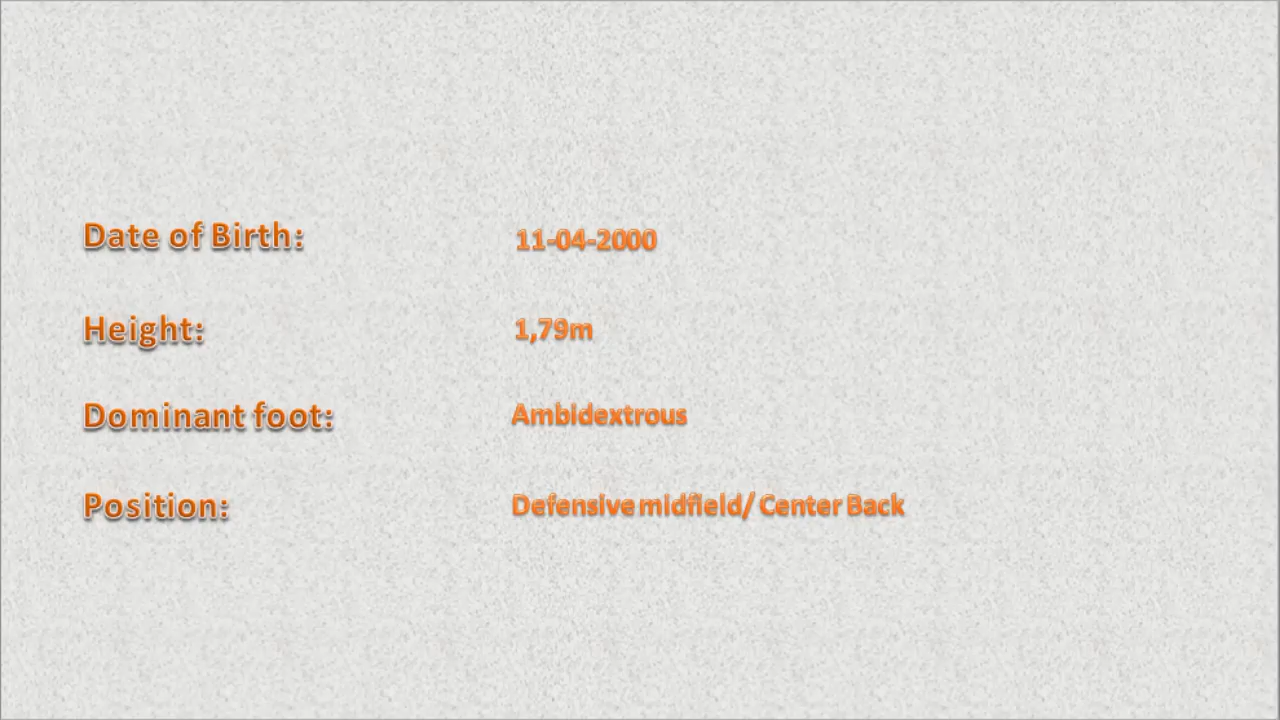 Date of Birth: 11-04-2000
Height: 1,79m
Dominant foot: Ambidextrous
Position: Defensive midfield/ Center Back